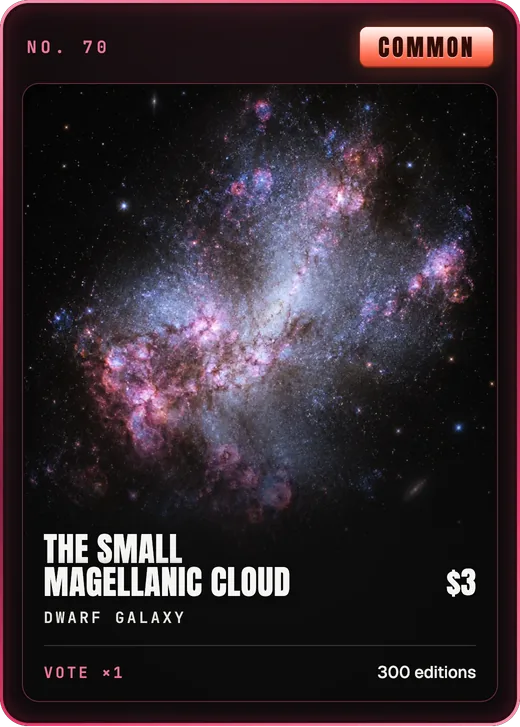 NO. 70
COMMON
THE SMALL
MAGELLANIC CLOUD
$3
DWARF GALAXY
VOTE ×1
300 editions